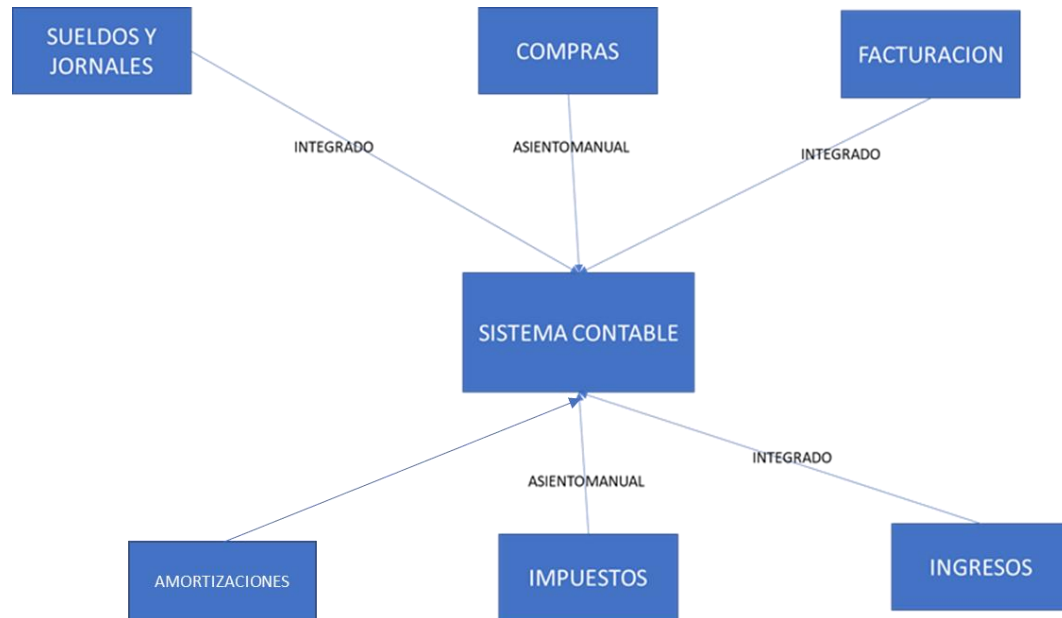 SUELDOS Y
JORNALES
COMPRAS
FACTURACION
INTEGRADO
ASIENTOMANUAL
INTEGRADO
SISTEMA CONTABLE
INTEGRADO
ASIENTOMANUAL
AMORTIZACIONES
IMPUESTOS
INGRESOS